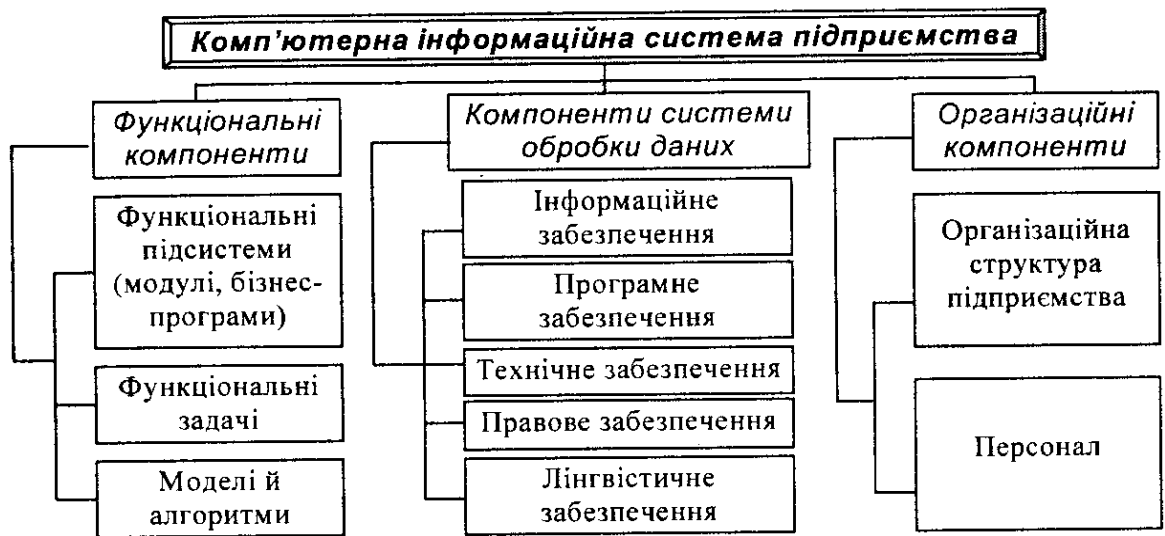 Комп'ютерна інформаційна система підприємства
Функціональні
компоненти
Функціональні
підсистеми
(модулі, бізнес-
програми)
Функціональні
задачі
Моделі й
алгоритми
Компоненти системи
обробки даних
Інформаційне
забезпечення
Програмне
забезпечення
Технічне забезпечення
Правове забезпечення
Лінгвістичне
забезпечення
Організаційні
компоненти
Організаційна
структура
підприємства
Персонал